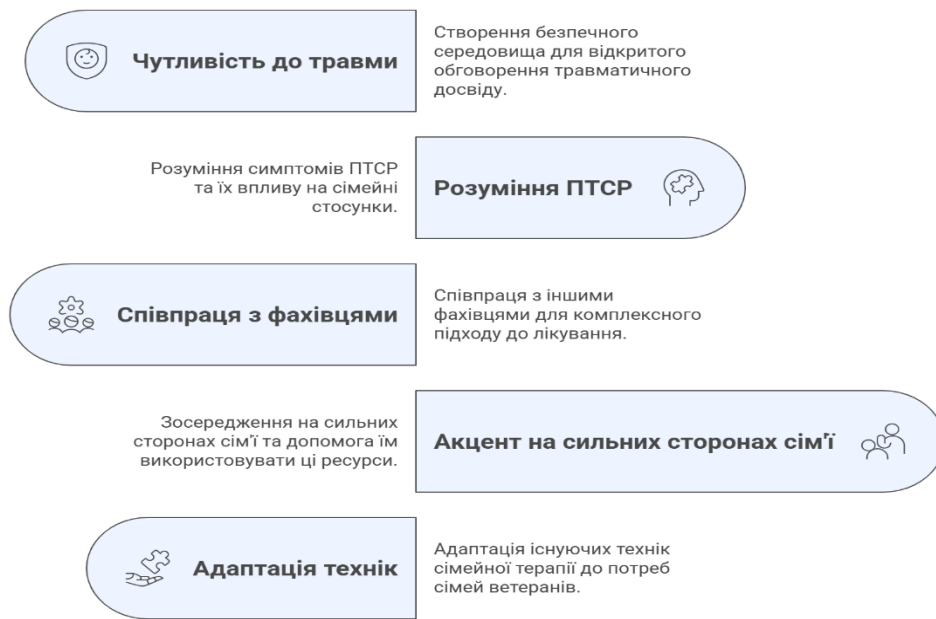 Чутливість до травми
Створення безпечного
середовища для відкритого
обговорення травматичного
досвіду.
Розуміння симптомів ПТСР
та їх впливу на сімейні
стосунки.
Розуміння ПТСР
Співпраця з фахівцями
Співпраця з іншими
фахівцями для комплексного
підходу до лікування.
Зосередження на сильних
сторонах сім'ї та допомога їм
використовувати ці ресурси.
Акцент на сильних сторонах сім'ї
Адаптація технік
Адаптація існуючих технік
сімейної терапії до потреб
сімей ветеранів.